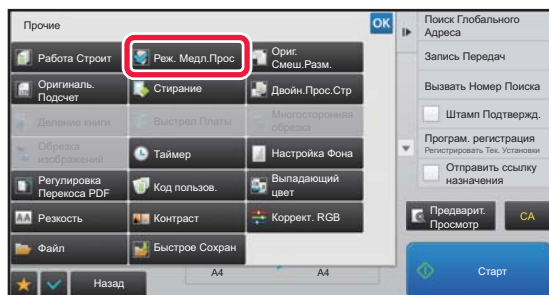 Прочие
OK
Работа Строит
Реж. Медл.Прос
Ориг.
Смеш.Разм.
Оригиналь.
Подсчет
Стирание
Двойн.Прос.Стр
Деление книги
Выстрел Платы
Многосторонняя
обрезка
Обрезка
изображений
Таймер
Настройка Фона
Регулировка
Перекоса PDF
Код пользов.
Выпадающий
цвет
Резкость
Контраст
Коррект. RGB
Файл
Быстрое Сохран
Назад
A4
A4
Поиск Глобального
Адреса
Запись Передач
Вызвать Номер Поиска
Штамп Подтвержд.
Програм. регистрация
Регистрировать Тек. Установки
Отправить ссылку
назначения
Предварит.
Просмотр
CA
Старт